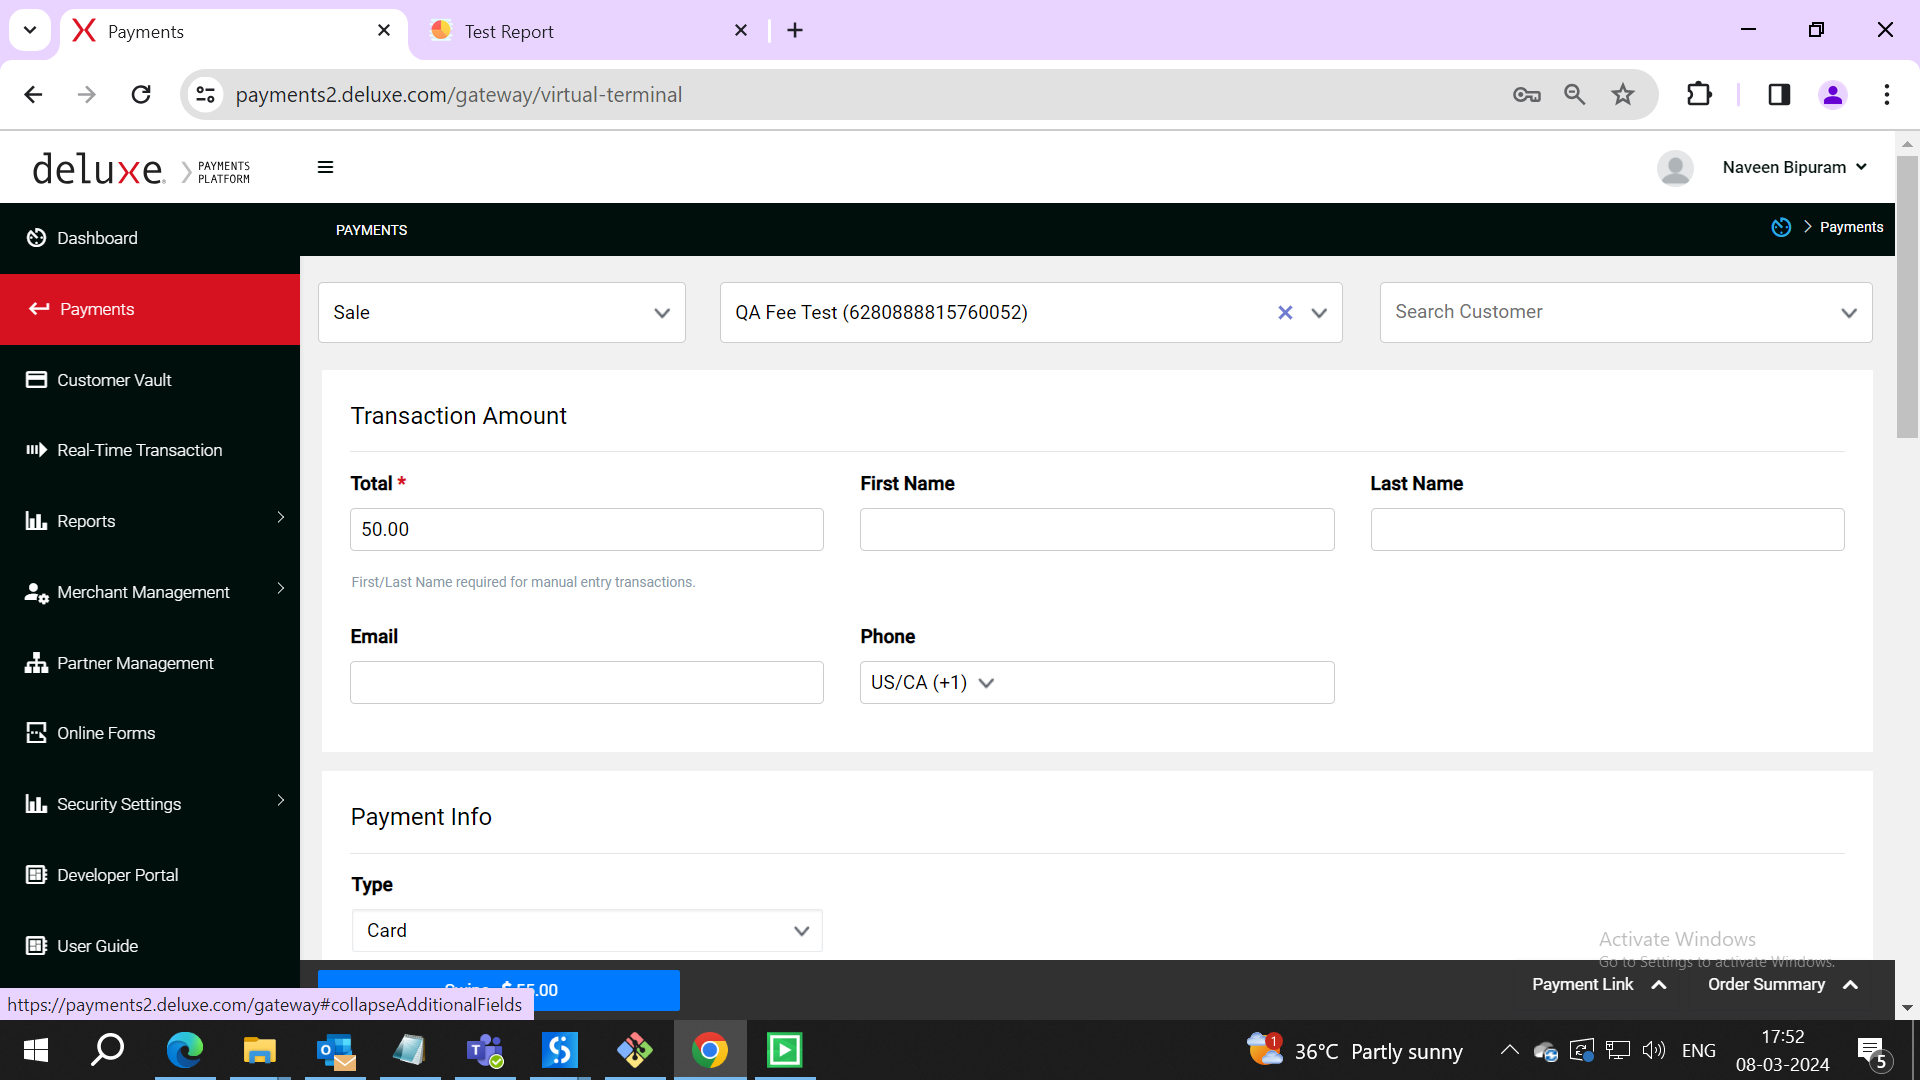 Payments
Test Report
payments2.deluxe.com/gateway/virtual-terminal
deluxe. PAYMENTS PLATFORM
Naveen Bipuram
Dashboard
PAYMENTS
Payments
Payments
Sale
QA Fee Test (6280888815760052)
Search Customer
Customer Vault
Transaction Amount
Real-Time Transaction
Total *
First Name
Last Name
Reports
50.00
First/Last Name required for manual entry transactions.
Merchant Management
Email
Phone
Partner Management
US/CA (+1)
Online Forms
Security Settings
Payment Info
Developer Portal
Type
Card
User Guide
Activate Windows
Go to Settings to activate Windows.
$ 55.00
Payment Link
Order Summary
https://payments2.deluxe.com/gateway#collapseAdditionalFields
1
36°C Partly sunny
ENG
17:52
08-03-2024
5